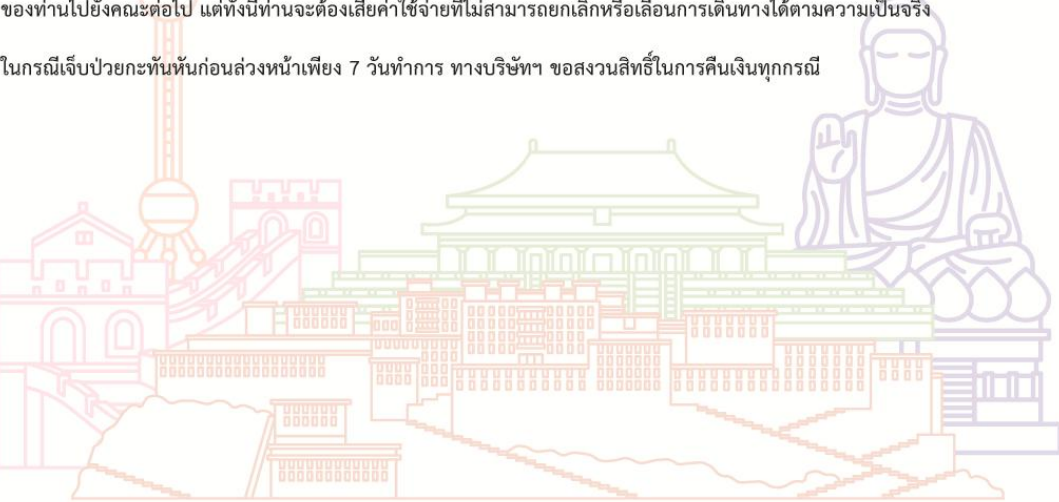 ของท่านไปยังคณะต่อไป แต่ทั้งนี้ท่านจะต้องเสียค่าใช้จ่ายที่ไม่สามารถยกเลิกหรือเลื่อนการเดินทางได้ตามความเป็นจริง
ในกรณีเจ็บป่วยกะทันหันก่อนล่วงหน้าเพียง 7 วันทำการ ทางบริษัทฯ ขอสงวนสิทธิ์ในการคืนเงินทุกกรณี